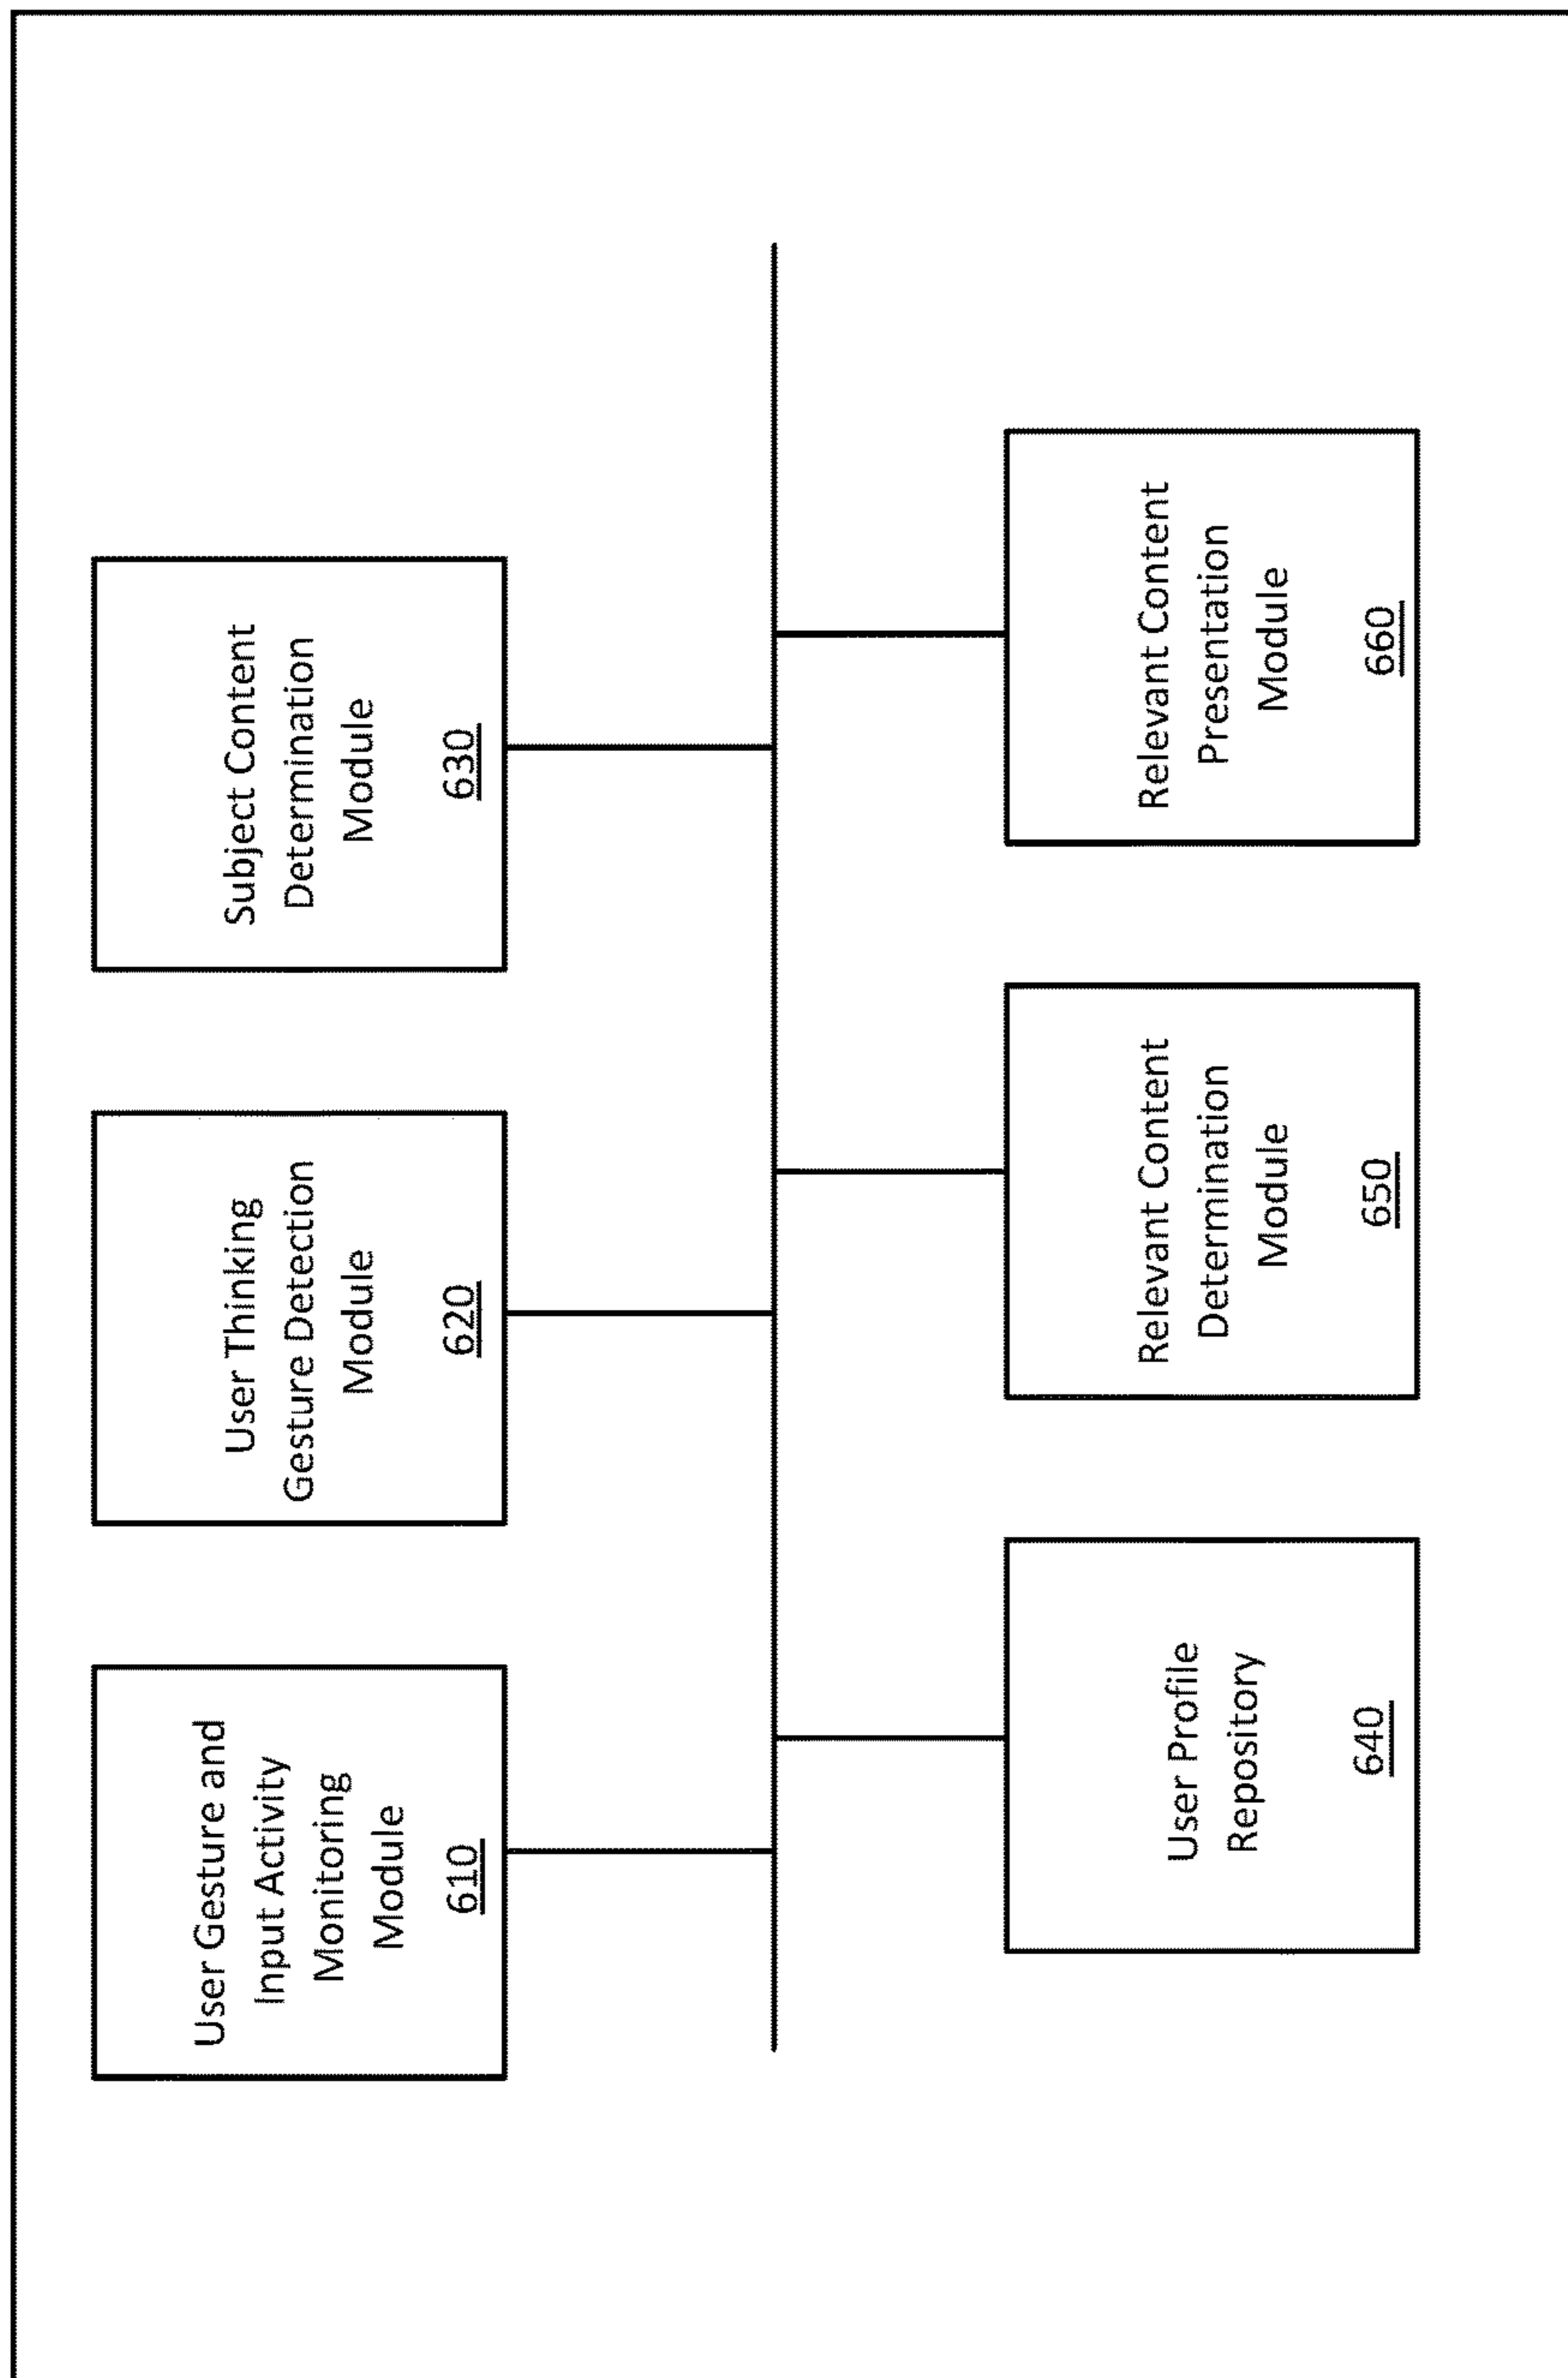 User Gesture and
Input Activity
Monitoring
Module
610
User Thinking
Gesture Detection
Module
620
Subject Content
Determination
Module
630
User Profile
Repository
640
Relevant Content
Determination
Module
650
Relevant Content
Presentation
Module
660